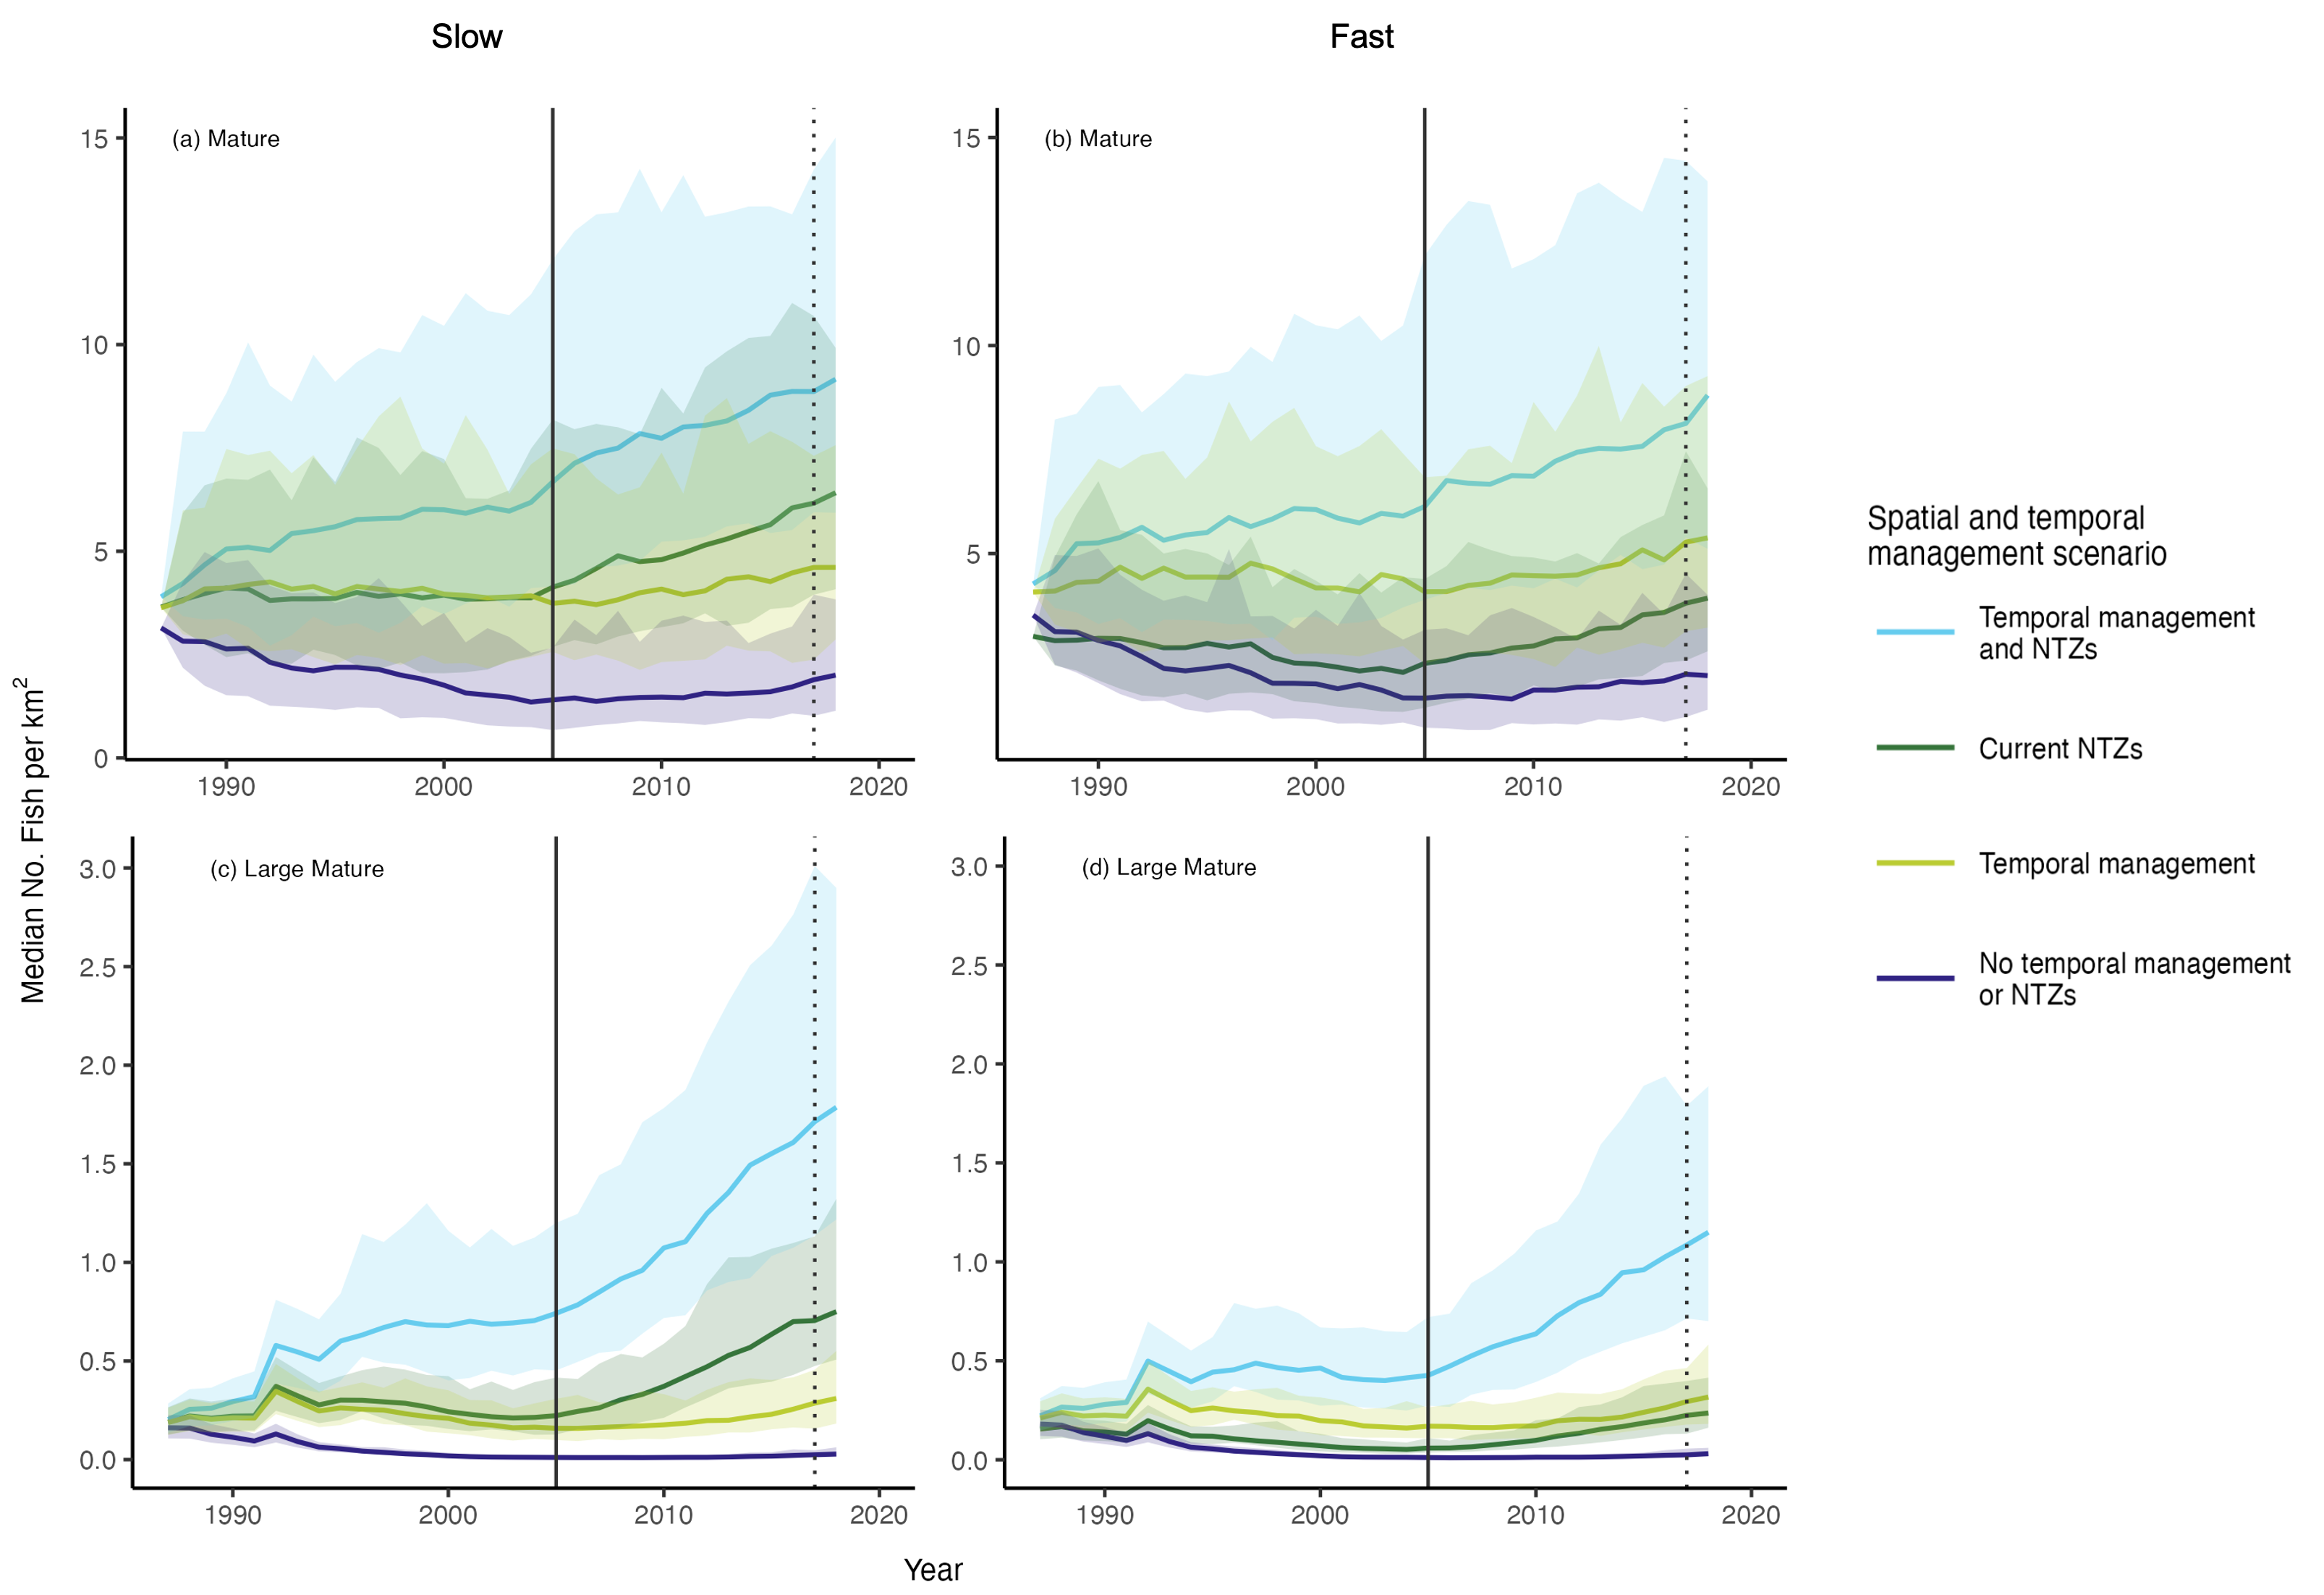 Slow
Fast
Median No. Fish per km²
(a) Mature
15
10
5
0
1990 2000 2010 2020
(b) Mature
15
10
5
1990 2000 2010 2020
(c) Large Mature
3.0
2.5
2.0
1.5
1.0
0.5
0.0
1990 2000 2010 2020
(d) Large Mature
3.0
2.5
2.0
1.5
1.0
0.5
0.0
1990 2000 2010 2020
Year
Spatial and temporal
management scenario
Temporal management
and NTZs
Current NTZs
Temporal management
No temporal management
or NTZs